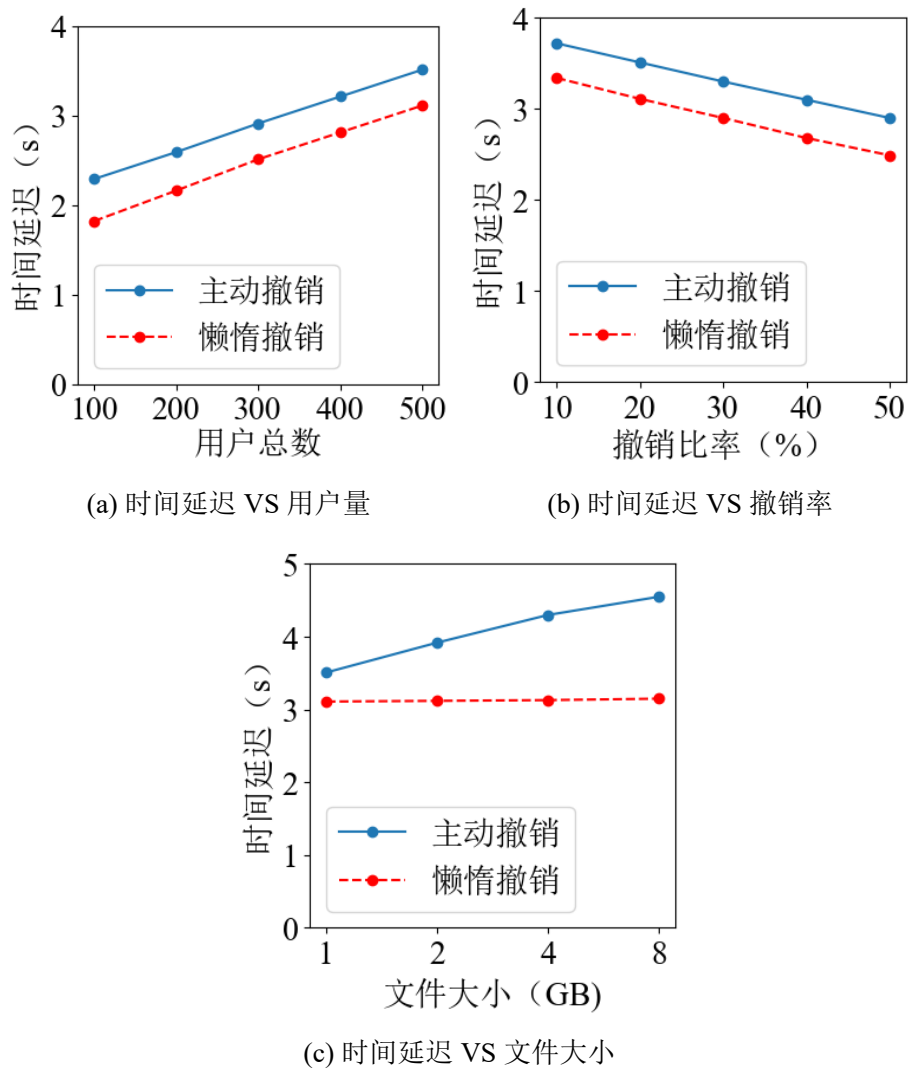 4
3
2
1
0
时间延迟（s）
主动撤销
懒惰撤销
100 200 300 400 500
用户总数
(a) 时间延迟 VS 用户量
4
3
2
1
0
时间延迟（s）
主动撤销
懒惰撤销
10 20 30 40 50
撤销比率（%）
(b) 时间延迟 VS 撤销率
5
4
3
2
1
0
时间延迟（s）
主动撤销
懒惰撤销
1 2 4 8
文件大小（GB)
(c) 时间延迟 VS 文件大小